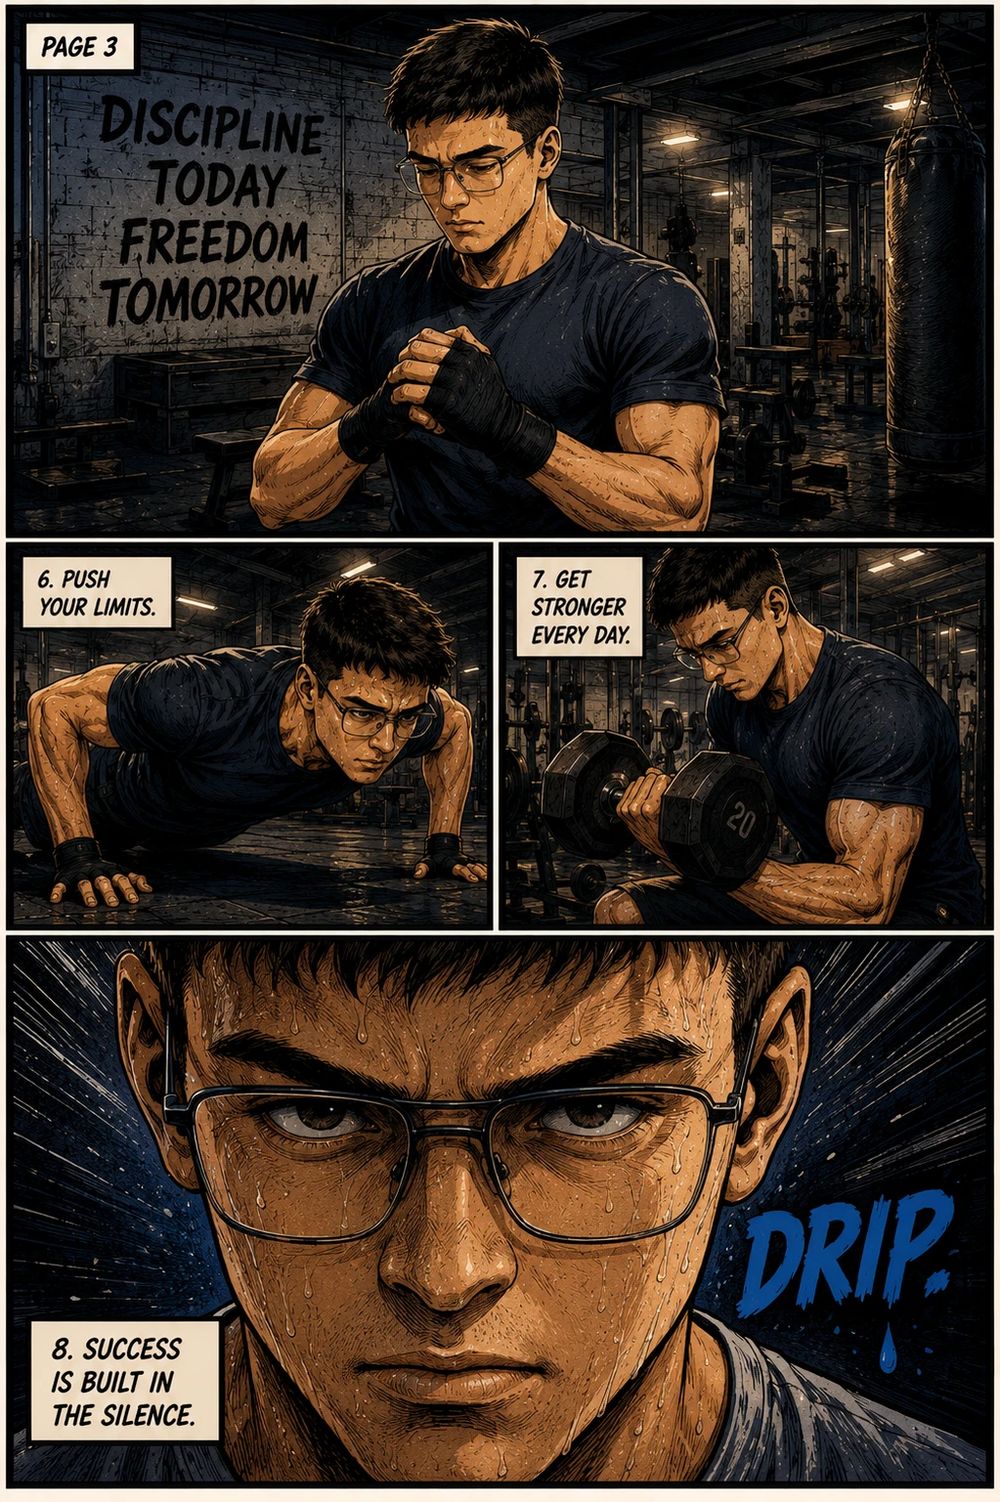 PAGE 3
DISCIPLINE
TODAY
FREEDOM
TOMORROW
6. PUSH
YOUR LIMITS.
7. GET
STRONGER
EVERY DAY.
20
DRIP.
8. SUCCESS
IS BUILT IN
THE SILENCE.